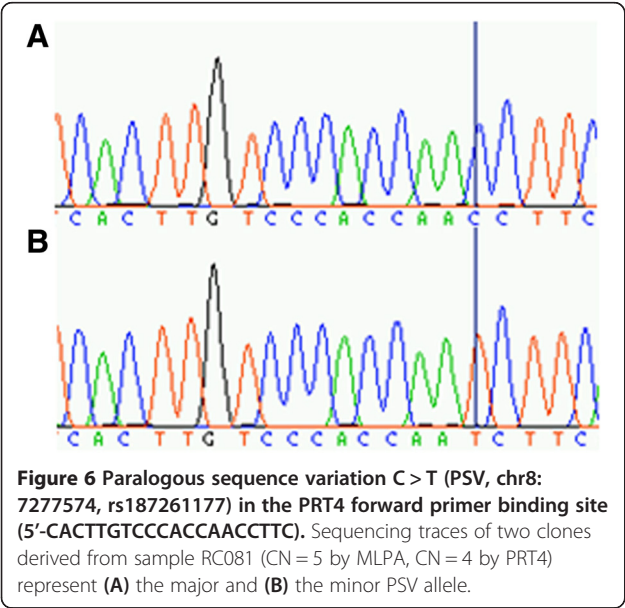 A
C A C T T G T C C C A C C A A C C T T C
B
C A C T T G T C C C A C C A A T C T T C
Figure 6 Paralogous sequence variation C > T (PSV, chr8:
7277574, rs187261177) in the PRT4 forward primer binding site
(5′-CACTTGTCCCACCAACCTTC). Sequencing traces of two clones
derived from sample RC081 (CN = 5 by MLPA, CN = 4 by PRT4)
represent (A) the major and (B) the minor PSV allele.